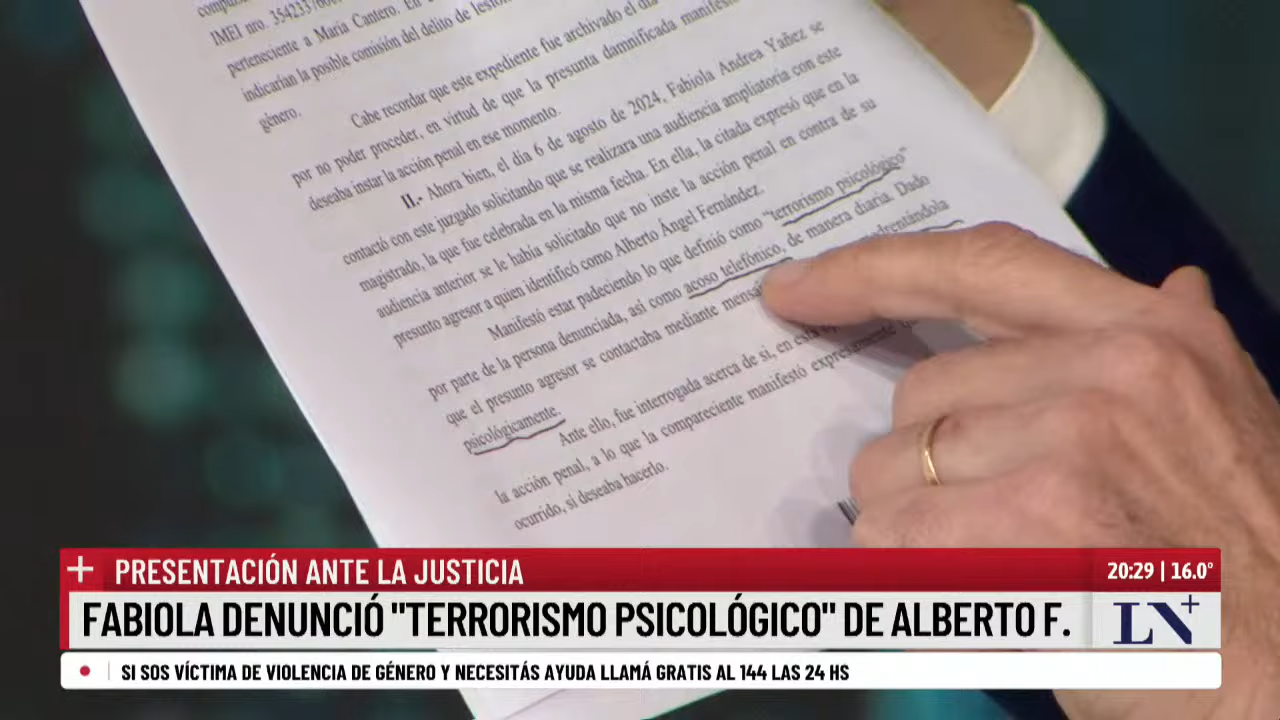 IMEI nro.
perteneciente a María Cantero. En
indicarían la posible comisión del delito de
género.
Cabe recordar que este expediente fue archivado el día
por no poder proceder, en virtud de que la presunta damnificada
deseaba instar la acción penal en ese momento.
II.- Ahora bien, el día 6 de agosto de 2024, Fabiola Andrea Yañez se
contactó con este juzgado solicitando que se realizara una audiencia ampliatoria con este
magistrado, la que fue celebrada en la misma fecha. En ella, la citada expresó que en la
audiencia anterior se le había solicitado que no inste la acción penal en contra de su
presunto agresor a quien identificó como Alberto Ángel Fernández.
Manifestó estar padeciendo lo que definió como "terrorismo psicológico"
por parte de la persona denunciada, así como acoso telefónico, de manera diaria. Dado
que el presunto agresor se contactaba mediante
psicológicamente.
Ante ello, fue interrogada acerca de si, en
la acción penal, a lo que la compareciente manifestó expresamente
ocurrido, si deseaba hacerlo.
+ PRESENTACIÓN ANTE LA JUSTICIA
20:29 | 16.0°
FABIOLA DENUNCIÓ "TERRORISMO PSICOLÓGICO" DE ALBERTO F.
LN+
SI SOS VÍCTIMA DE VIOLENCIA DE GÉNERO Y NECESITÁS AYUDA LLAMÁ GRATIS AL 144 LAS 24 HS